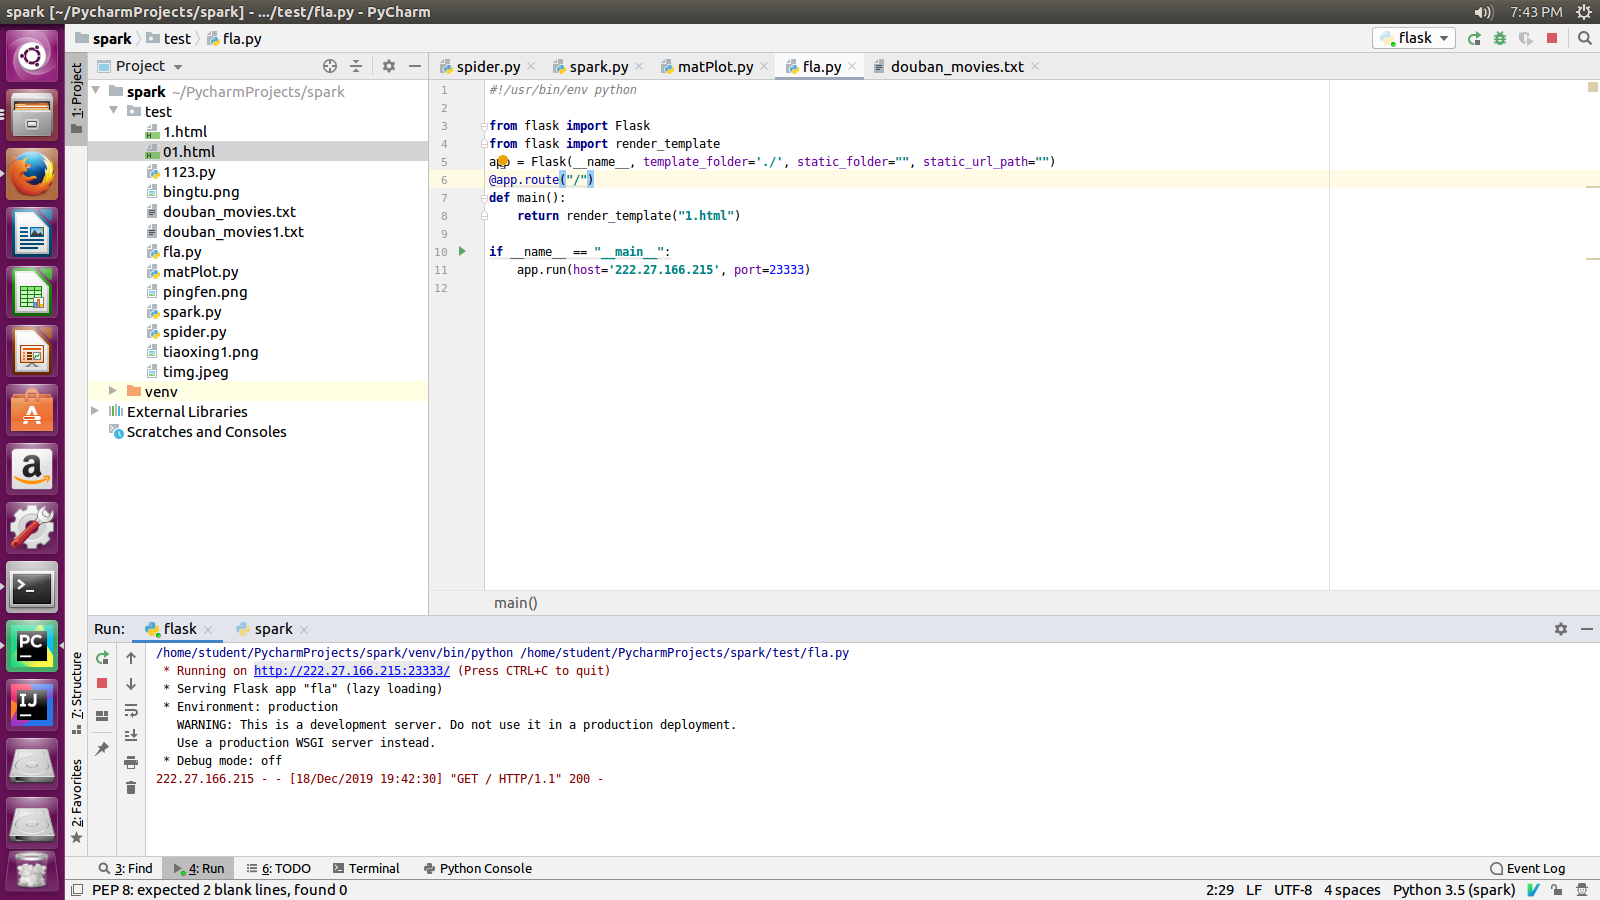 spark [~/PycharmProjects/spark] - .../test/fla.py - PyCharm
7:43 PM
spark test fla.py
flask
Project
spider.py spark.py matPlot.py fla.py douban_movies.txt
1: Project
spark ~/PycharmProjects/spark
test
1.html
01.html
1123.py
bingtu.png
douban_movies.txt
douban_movies1.txt
fla.py
matPlot.py
pingfen.png
spark.py
spider.py
tiaoxing1.png
timg.jpeg
venv
External Libraries
Scratches and Consoles
1 #!/usr/bin/env python
2
3 from flask import Flask
4 from flask import render_template
5 app = Flask(__name__, template_folder='./', static_folder="", static_url_path="")
6 @app.route("/")
7 def main():
8 return render_template("1.html")
9
10 if __name__ == "__main__":
11 app.run(host='222.27.166.215', port=23333)
12
main()
Run: flask spark
7: Structure
2: Favorites
/home/student/PycharmProjects/spark/venv/bin/python /home/student/PycharmProjects/spark/test/fla.py
* Running on http://222.27.166.215:23333/ (Press CTRL+C to quit)
* Serving Flask app "fla" (lazy loading)
* Environment: production
WARNING: This is a development server. Do not use it in a production deployment.
Use a production WSGI server instead.
* Debug mode: off
222.27.166.215 - - [18/Dec/2019 19:42:30] "GET / HTTP/1.1" 200 -
3: Find 4: Run 6: TODO Terminal Python Console Event Log
PEP 8: expected 2 blank lines, found 0
2:29 LF UTF-8 4 spaces Python 3.5 (spark)